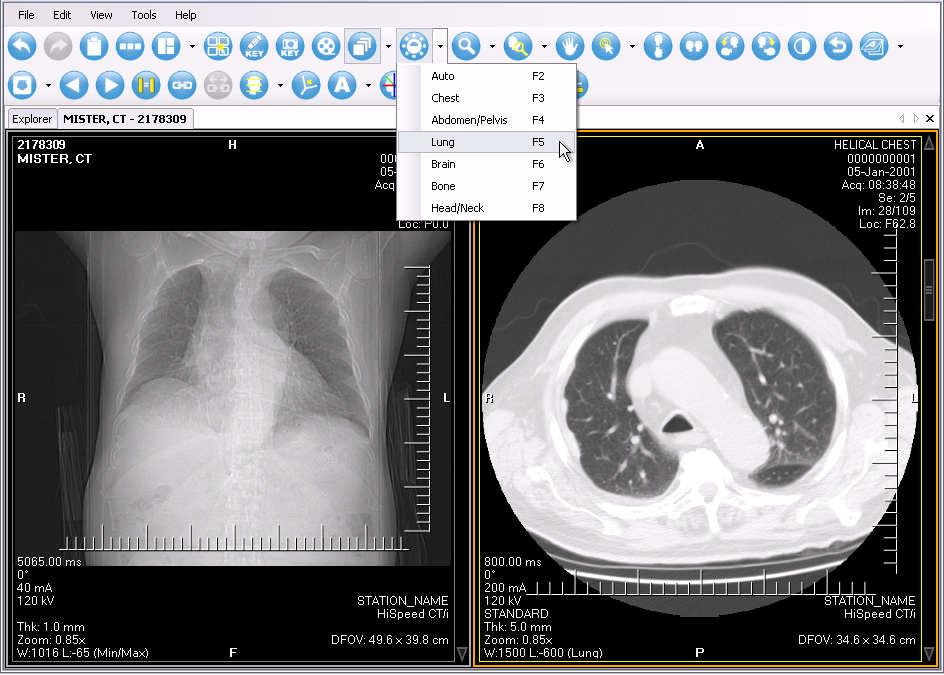 File Edit View Tools Help
KEY KEY
A
Auto F2
Chest F3
Abdomen/Pelvis F4
Lung F5
Brain F6
Bone F7
Head/Neck F8
Explorer MISTER, CT - 2178309
2178309
MISTER, CT
H
000
05-
Acq
Loc: P0.0
R
L
5065.00 ms
0°
40 mA
120 kV
STATION_NAME
HiSpeed CT/i
Thk: 1.0 mm
Zoom: 0.85x
DFOV: 49.6 x 39.8 cm
W:1016 L:-65 (Min/Max)
F
A
HELICAL CHEST
0000000001
05-Jan-2001
Acq: 08:38:48
Se: 2/5
Im: 28/109
Loc: F62.8
R
L
800.00 ms
0°
200 mA
120 kV
STATION_NAME
STANDARD
HiSpeed CT/i
Thk: 5.0 mm
Zoom: 0.85x
DFOV: 34.6 x 34.6 cm
W:1500 L:-600 (Lung)
P